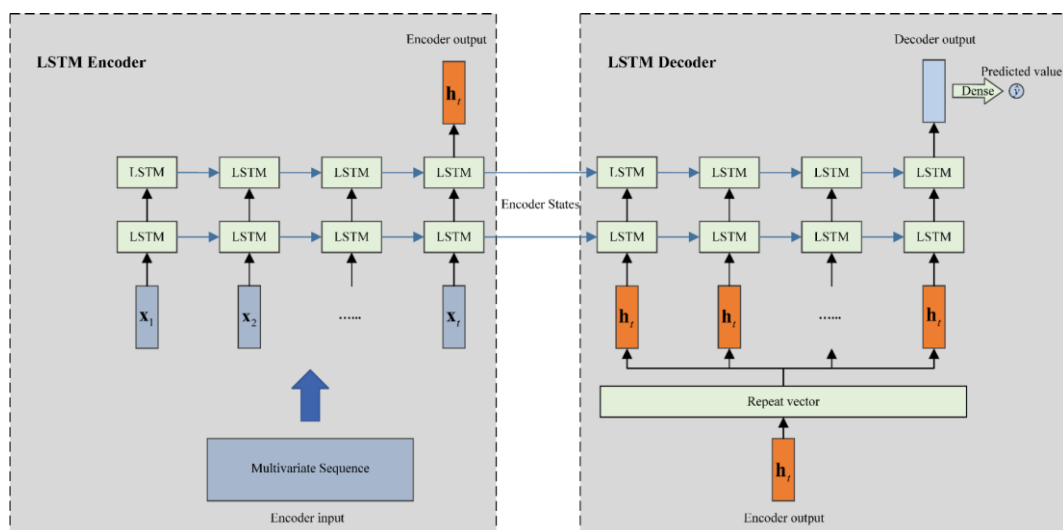 LSTM Encoder
Encoder output
h_t
LSTM LSTM LSTM LSTM
LSTM LSTM LSTM LSTM
x_1 x_2 ...... x_t
Multivariate Sequence
Encoder input
Encoder States
LSTM Decoder
Decoder output
Predicted value
Dense ŷ
LSTM LSTM LSTM LSTM
LSTM LSTM LSTM LSTM
h_t h_t ...... h_t
Repeat vector
h_t
Encoder output